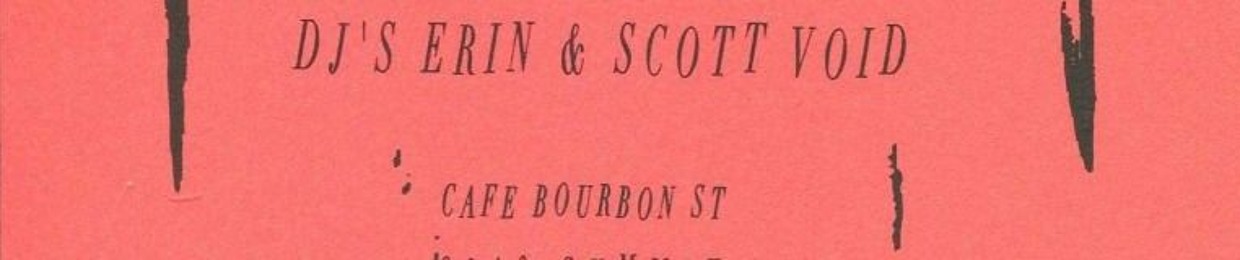 DJ'S ERIN & SCOTT VOID
CAFE BOURBON ST